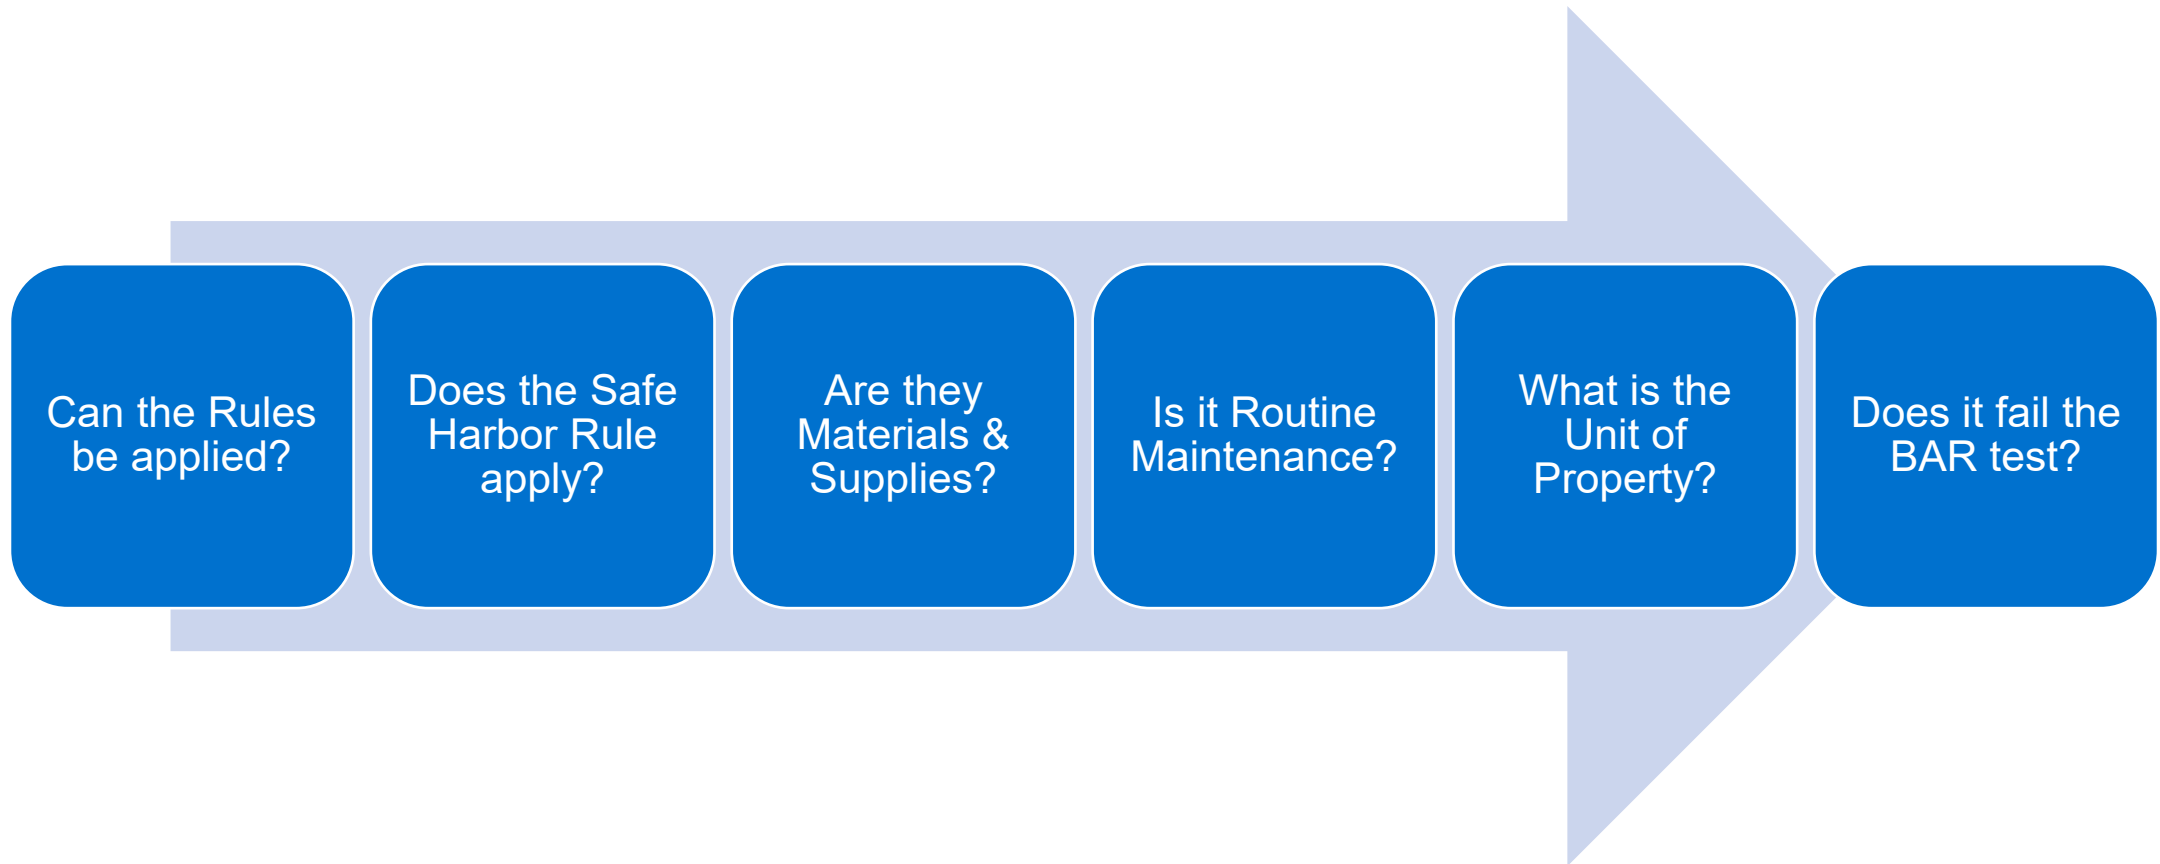 Can the Rules
be applied?
Does the Safe
Harbor Rule
apply?
Are they
Materials &
Supplies?
Is it Routine
Maintenance?
What is the
Unit of
Property?
Does it fail the
BAR test?